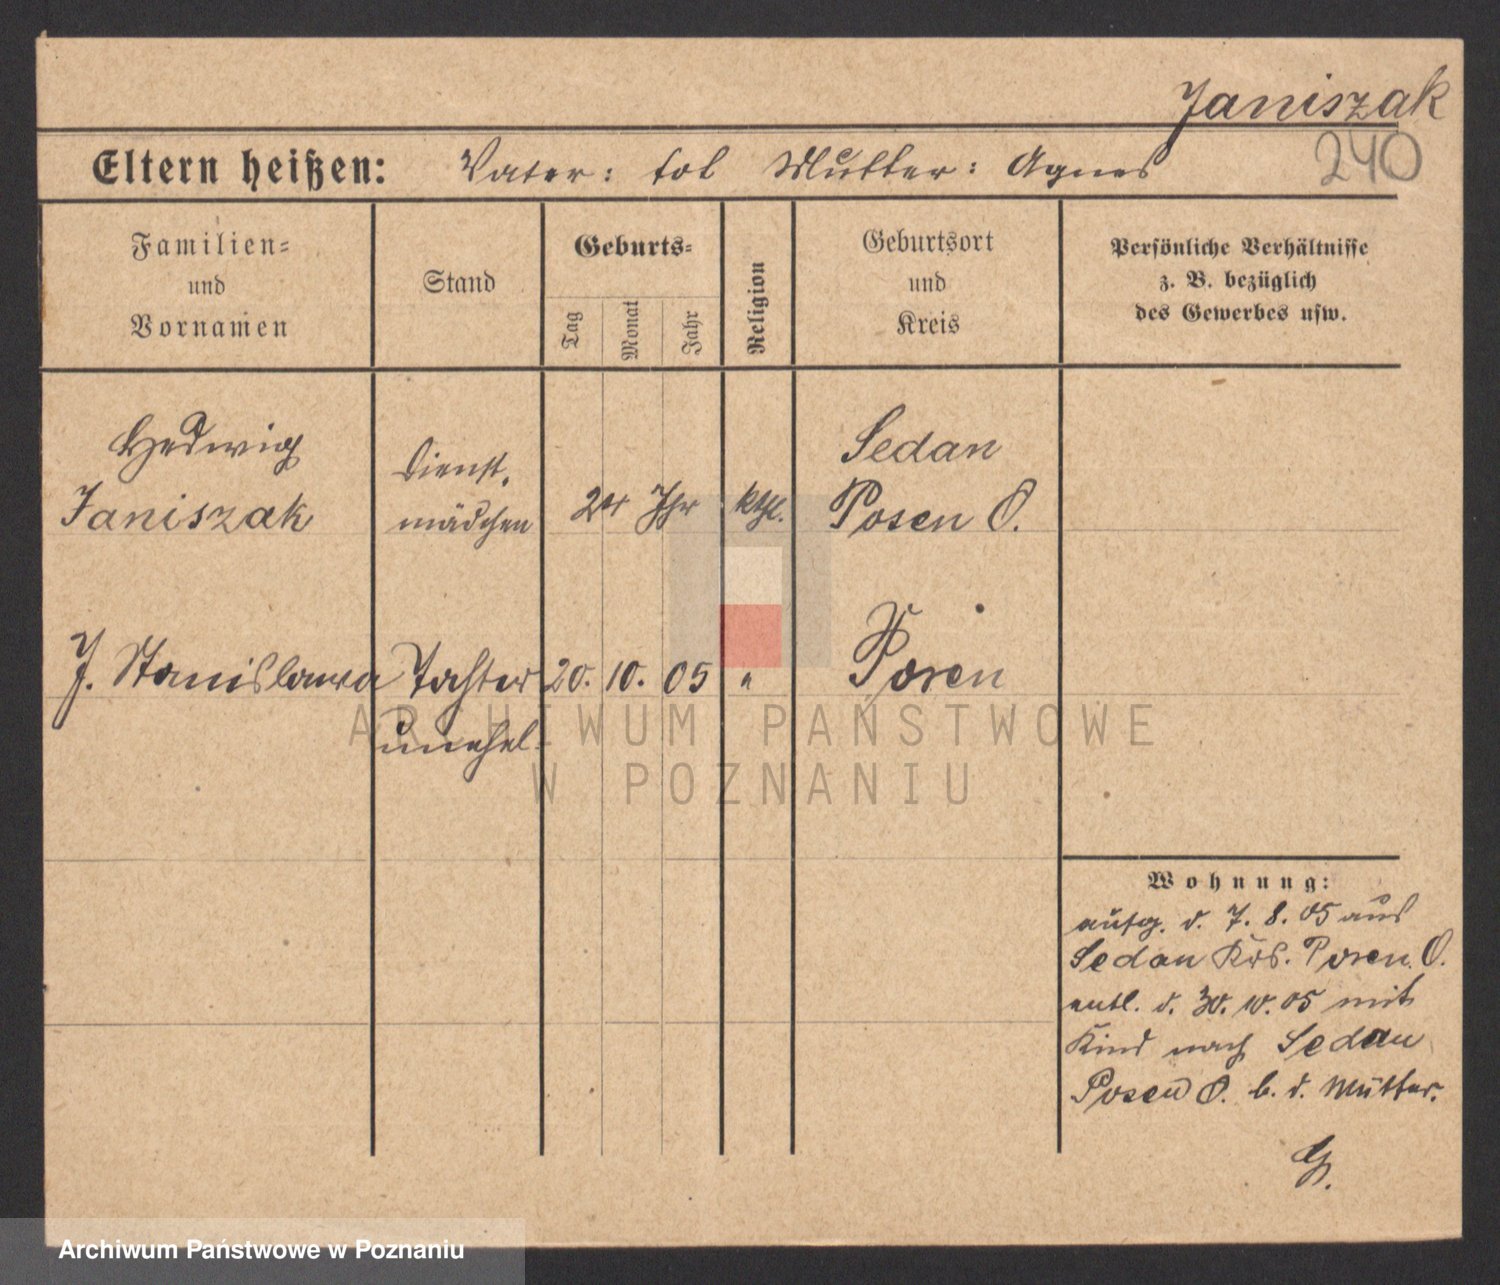 Janiszak
240
Eltern heißen: Vater: tot Mutter: Agnes
Familien-
und
Vornamen
Stand
Geburts-
Tag
Monat
Jahr
Religion
Geburtsort
und
Kreis
Persönliche Verhältnisse
z. B. bezüglich
des Gewerbes usw.
Hedwig
Janiszak
Dienst,
mädchen
Jhr
kthl.
Sedan
Posen O.
J. Stanislawa
Tochter
unehel.
20.
10.
05
"
Posen
Wohnung:
aufg. d. 7. 8. 05 aus
Sedan Krs. Posen O.
entl. d. 30. 10. 05 mit
Kind nach Sedan
Posen O. b. d. Mutter.
ARCHIWUM PAŃSTWOWE
W POZNANIU
Archiwum Państwowe w Poznaniu